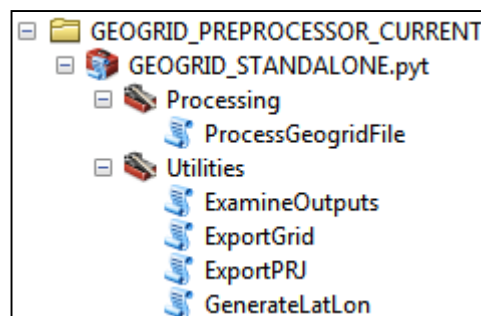 GEOGRID_PREPROCESSOR_CURRENT
GEOGRID_STANDALONE.pyt
Processing
ProcessGeogridFile
Utilities
ExamineOutputs
ExportGrid
ExportPRJ
GenerateLatLon